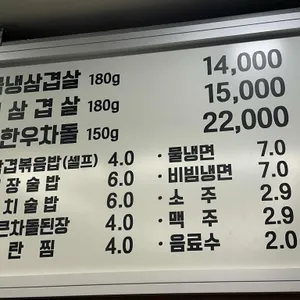 냉삼겹살 180g 14,000
삼겹살 180g 15,000
한우차돌 150g 22,000
겹볶음밥(셀프) 4.0
장술밥 6.0
치술밥 6.0
큰차돌된장 4.0
란찜 4.0
· 물냉면 7.0
· 비빔냉면 7.0
· 소주 2.9
· 맥주 2.9
· 음료수 2.0